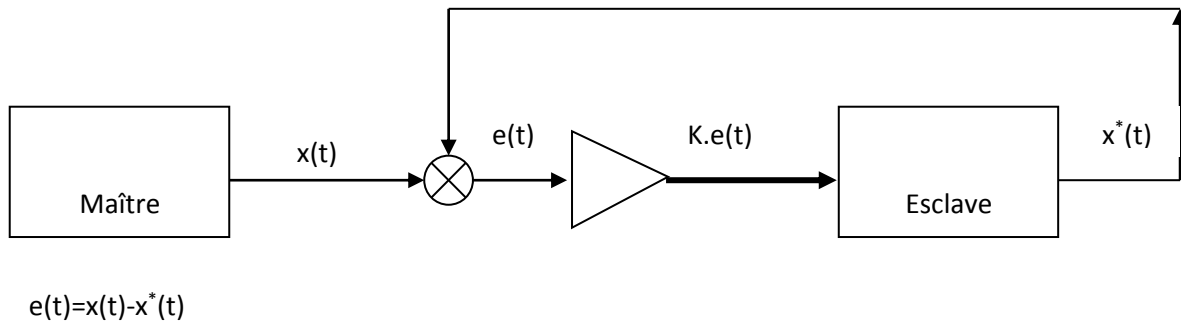 x(t)
e(t)
K.e(t)
x*(t)
Maître
Esclave
e(t)=x(t)-x*(t)